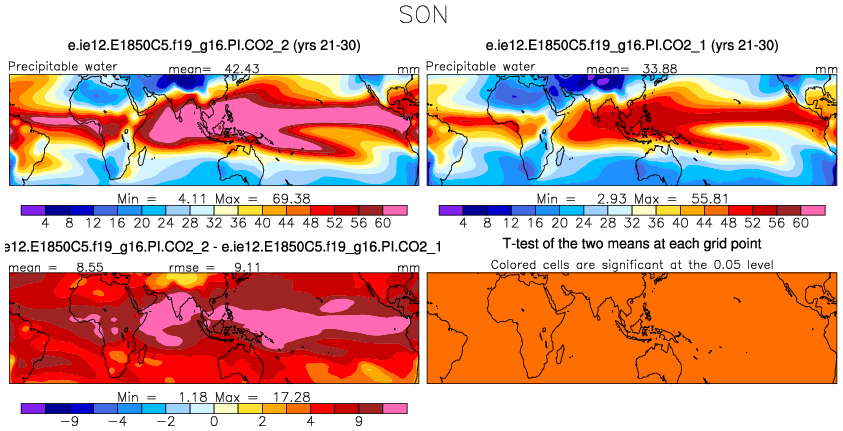 SON
e.ie12.E1850C5.f19_g16.PI.CO2_2 (yrs 21-30)
Precipitable water mean= 42.43 mm
Min = 4.11 Max = 69.38
4 8 12 16 20 24 28 32 36 40 44 48 52 56 60
e.ie12.E1850C5.f19_g16.PI.CO2_1 (yrs 21-30)
Precipitable water mean= 33.88 mm
Min = 2.93 Max = 55.81
4 8 12 16 20 24 28 32 36 40 44 48 52 56 60
e.ie12.E1850C5.f19_g16.PI.CO2_2 - e.ie12.E1850C5.f19_g16.PI.CO2_1
mean = 8.55 rmse = 9.11 mm
Min = 1.18 Max = 17.28
-9 -4 -2 0 2 4 9
T-test of the two means at each grid point
Colored cells are significant at the 0.05 level